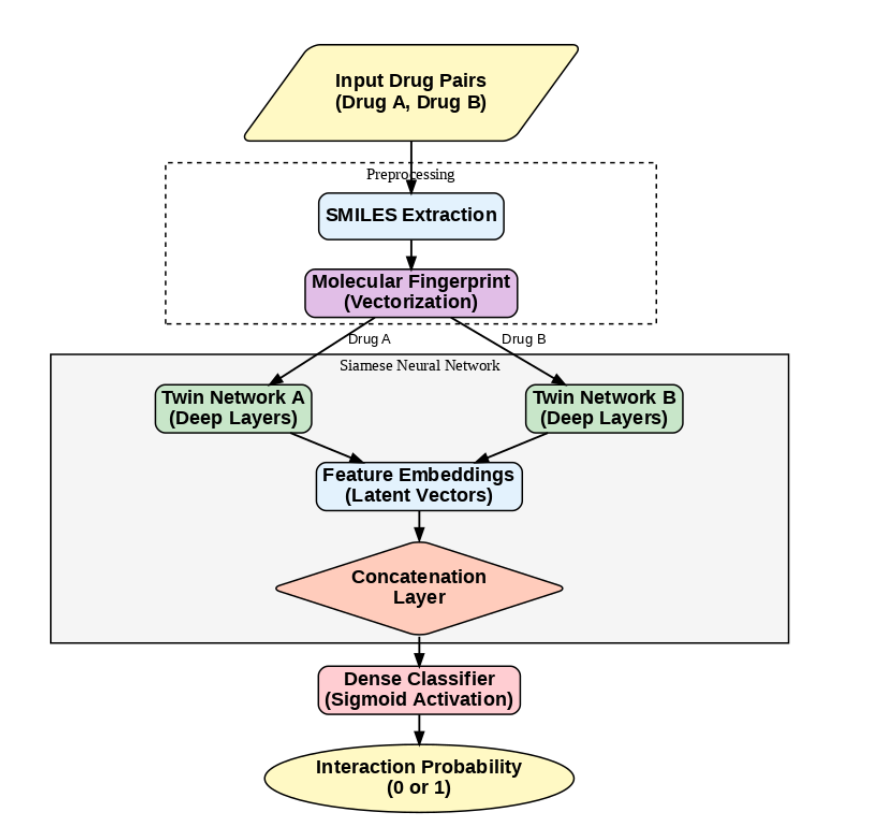 Input Drug Pairs
(Drug A, Drug B)
Preprocessing
SMILES Extraction
Molecular Fingerprint
(Vectorization)
Drug A
Drug B
Siamese Neural Network
Twin Network A
(Deep Layers)
Twin Network B
(Deep Layers)
Feature Embeddings
(Latent Vectors)
Concatenation
Layer
Dense Classifier
(Sigmoid Activation)
Interaction Probability
(0 or 1)